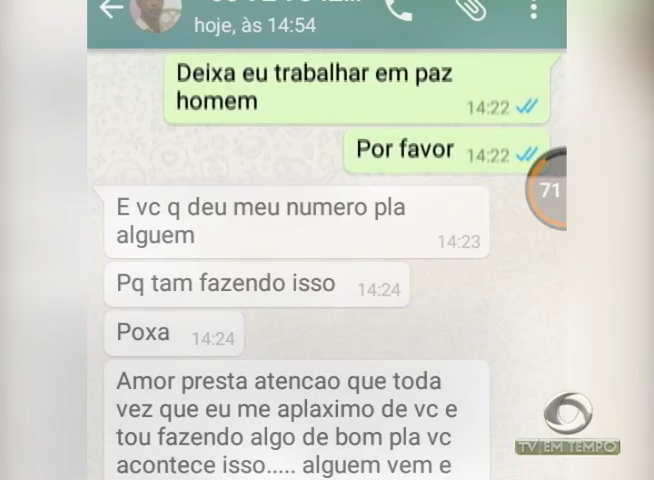 hoje, às 14:54
Deixa eu trabalhar em paz
homem
14:22
Por favor 14:22
71
E vc q deu meu numero pla
alguem
14:23
Pq tam fazendo isso 14:24
Poxa 14:24
Amor presta atencao que toda
vez que eu me aplaximo de vc e
tou fazendo algo de bom pla vc
acontece isso..... alguem vem e
TV EM TEMPO